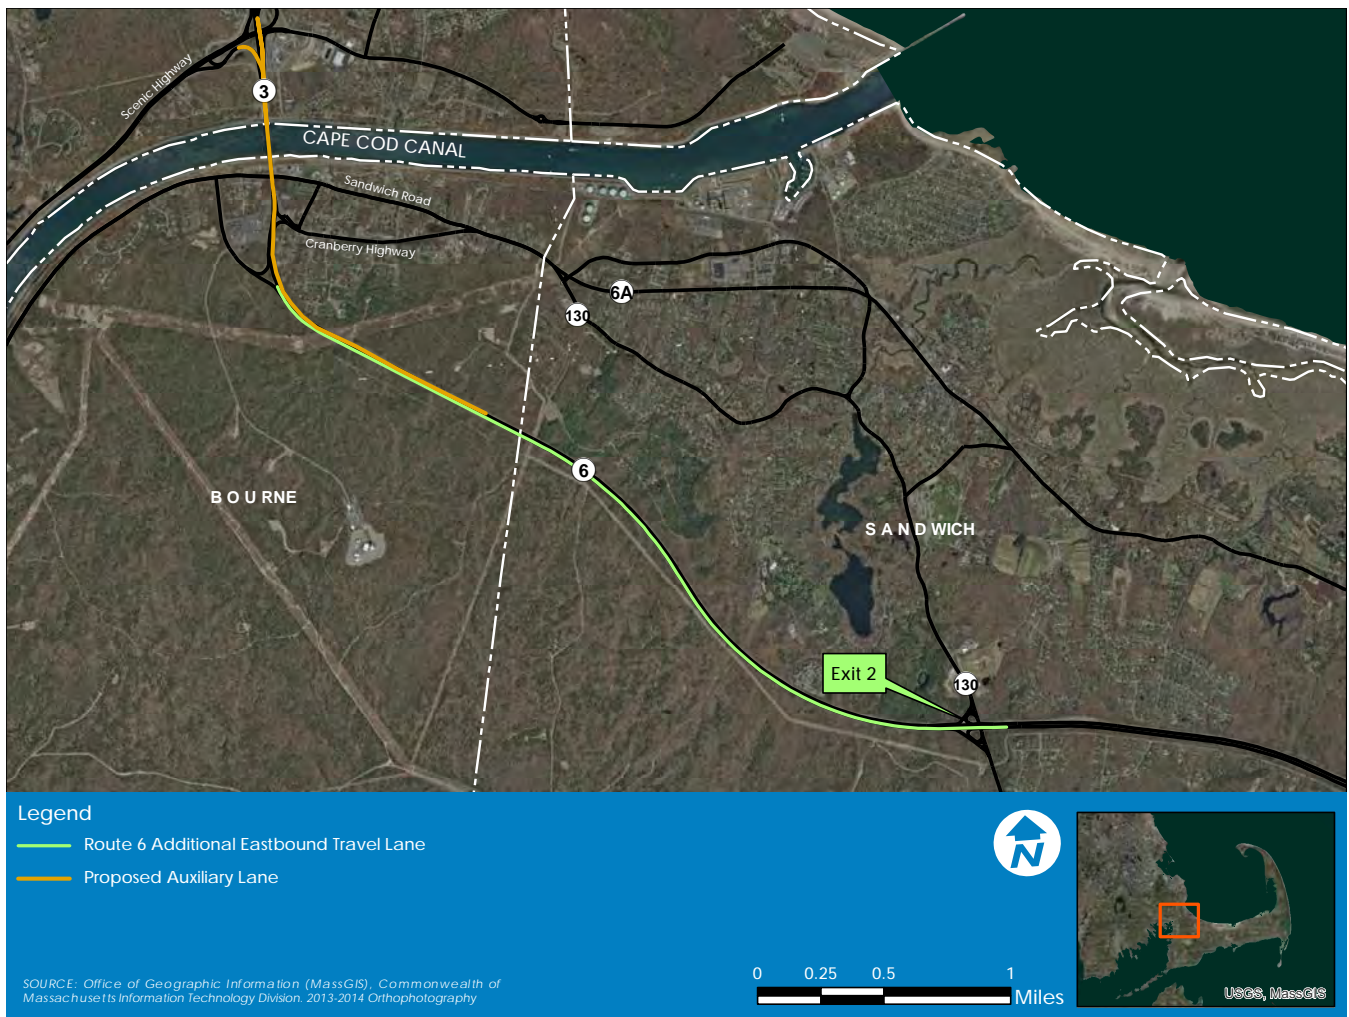 Scenic Highway
3
CAPE COD CANAL
Sandwich Road
Cranberry Highway
6A
130
6
B O U RNE
S A N D WICH
Exit 2
130
Legend
Route 6 Additional Eastbound Travel Lane
Proposed Auxiliary Lane
N
SOURCE: Office of Geographic Information (MassGIS), Commonwealth of
Massachusetts Information Technology Division. 2013-2014 Orthophotography
0 0.25 0.5 1
Miles
USGS, MassGIS